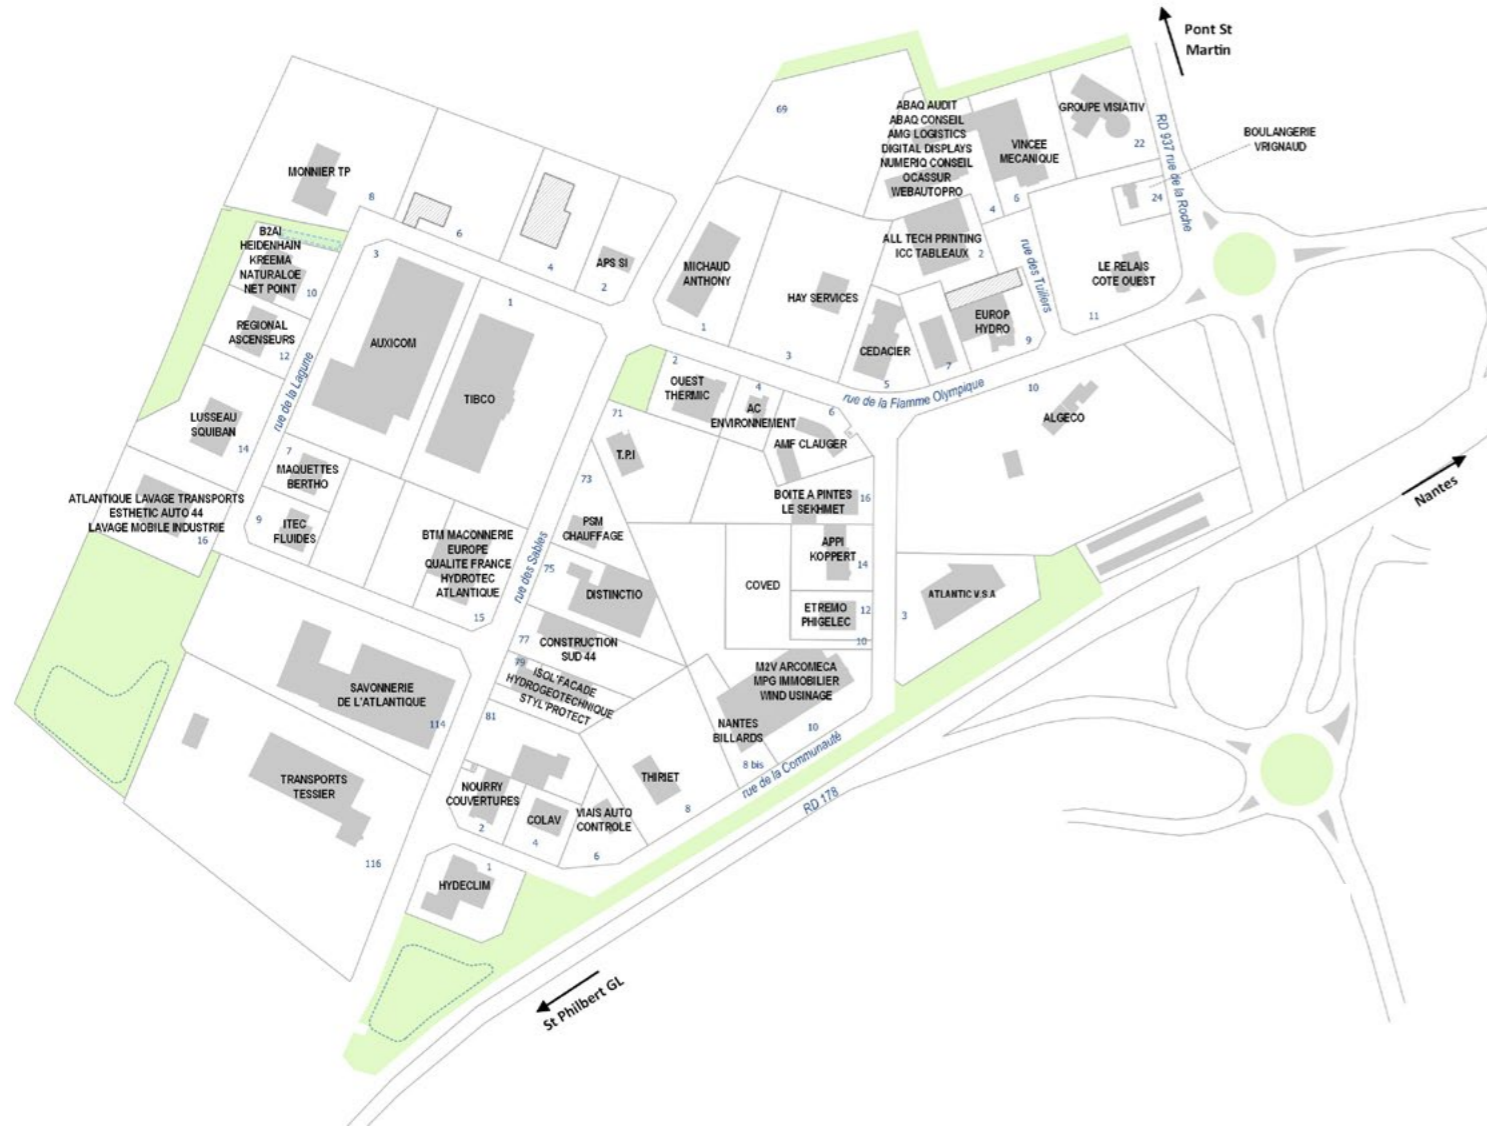 Pont St
Martin
69
ABAQ AUDIT
ABAQ CONSEIL
AMG LOGISTICS
DIGITAL DISPLAYS
NUMERIQ CONSEIL
OCASSUR
WEBAUTOPRO
4
VINCEE
MECANIQUE
6
GROUPE VISIATIV
22
RD 937 rue de la Roche
BOULANGERIE
VRIGNAUD
24
MONNIER TP
8
6
4
APS SI
2
B2AI
HEIDENHAIN
KREEMA
NATURALOE
NET POINT
10
3
1
MICHAUD
ANTHONY
1
HAY SERVICES
3
ALL TECH PRINTING
ICC TABLEAUX
2
rue des Tuiliers
LE RELAIS
COTE OUEST
11
REGIONAL
ASCENSEURS
12
AUXICOM
TIBCO
rue de la Lagune
CEDACIER
5
7
EUROP
HYDRO
9
rue de la Flamme Olympique
2
OUEST
THERMIC
4
AC
ENVIRONNEMENT
6
AMF CLAUGER
10
ALGECO
LUSSEAU
SQUIBAN
14
71
T.P.I
73
7
MAQUETTES
BERTHO
ATLANTIQUE LAVAGE TRANSPORTS
ESTHETIC AUTO 44
LAVAGE MOBILE INDUSTRIE
16
9
ITEC
FLUIDES
BTM MACONNERIE
EUROPE
QUALITE FRANCE
HYDROTEC
ATLANTIQUE
15
rue des Sables
PSM
CHAUFFAGE
75
DISTINCTIO
BOITE A PINTES
LE SEKHMET
16
APPI
KOPPERT
14
COVED
ETREMO
PHIGELEC
12
10
ATLANTIC V.S.A
3
Nantes
77
CONSTRUCTION
SUD 44
79
ISOL'FACADE
HYDROGEOTECHNIQUE
STYL'PROTECT
81
M2V ARCOMECA
MPG IMMOBILIER
WIND USINAGE
10
NANTES
BILLARDS
8 bis
rue de la Communauté
SAVONNERIE
DE L'ATLANTIQUE
114
TRANSPORTS
TESSIER
116
NOURRY
COUVERTURES
2
COLAV
4
VIAIS AUTO
CONTROLE
6
THIRIET
8
RD 178
HYDECLIM
1
St Philbert GL